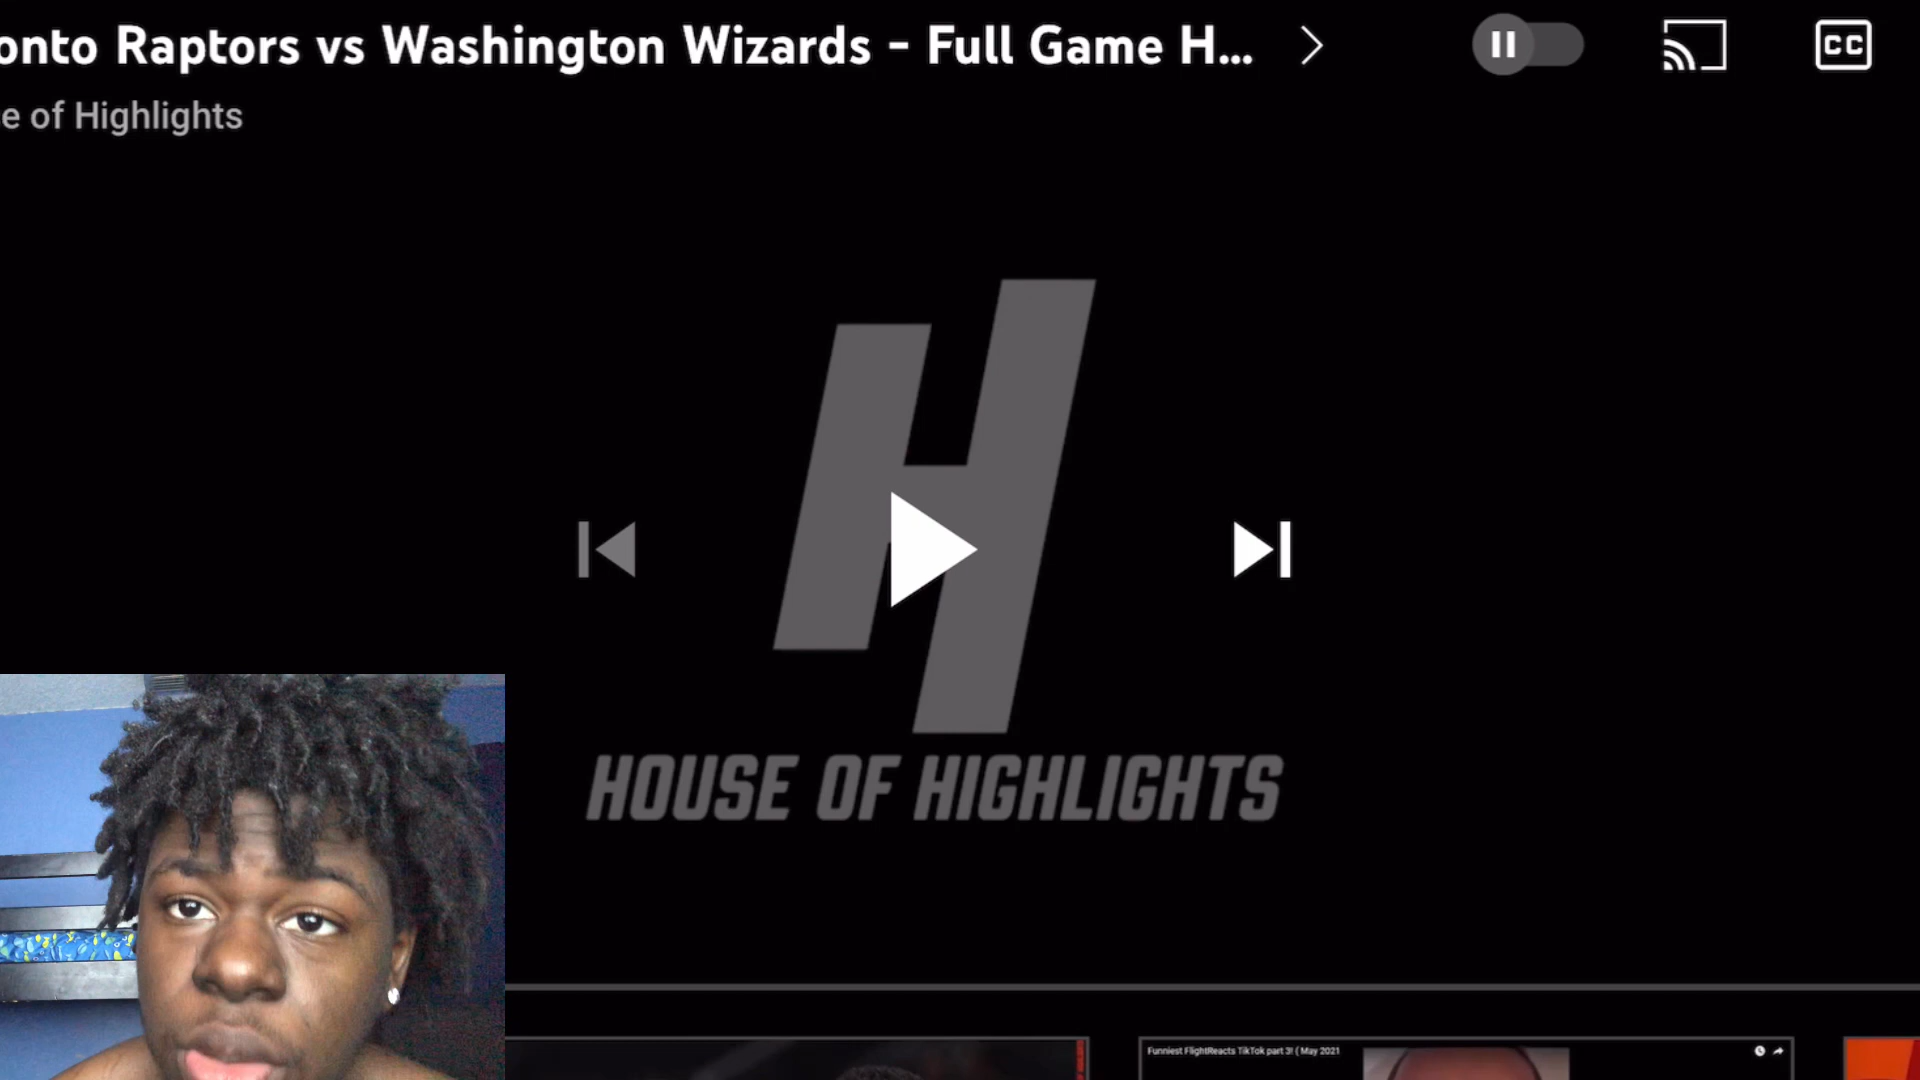 onto Raptors vs Washington Wizards - Full Game H...
CC
e of Highlights
HOUSE OF HIGHLIGHTS
Funniest FlightReacts TikTok part 3! ( May 2021